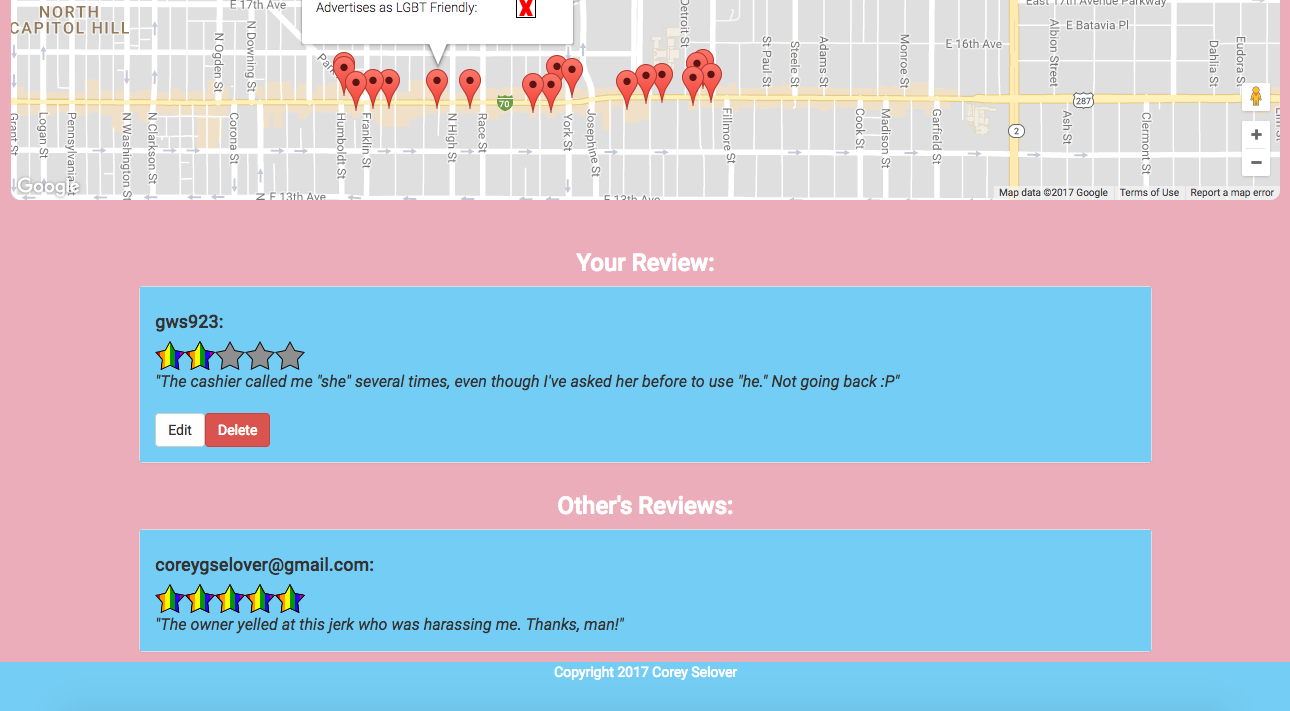 E 17th Ave
Advertises as LGBT Friendly: X
East 17th Avenue Parkway
NORTH
CAPITOL HILL
E Batavia Pl
E 16th Ave
N Ogden St
N Downing St
Detroit St
St Paul St
Steele St
Adams St
Monroe St
Albion Street
Dahlia St
Eudora St
70
287
2
Grant St
Logan St
Pennsylvania St
N Washington St
N Clarkson St
Corona St
Humboldt St
Franklin St
N High St
Race St
York St
Josephine St
Fillmore St
Cook St
Madison St
Garfield St
Ash St
Clermont St
E 13th Ave
E 13th Ave
Google
+
−
Map data ©2017 Google
Terms of Use
Report a map error
Your Review:
gws923:
"The cashier called me "she" several times, even though I've asked her before to use "he." Not going back :P"
Edit Delete
Other's Reviews:
coreygselover@gmail.com:
"The owner yelled at this jerk who was harassing me. Thanks, man!"
Copyright 2017 Corey Selover